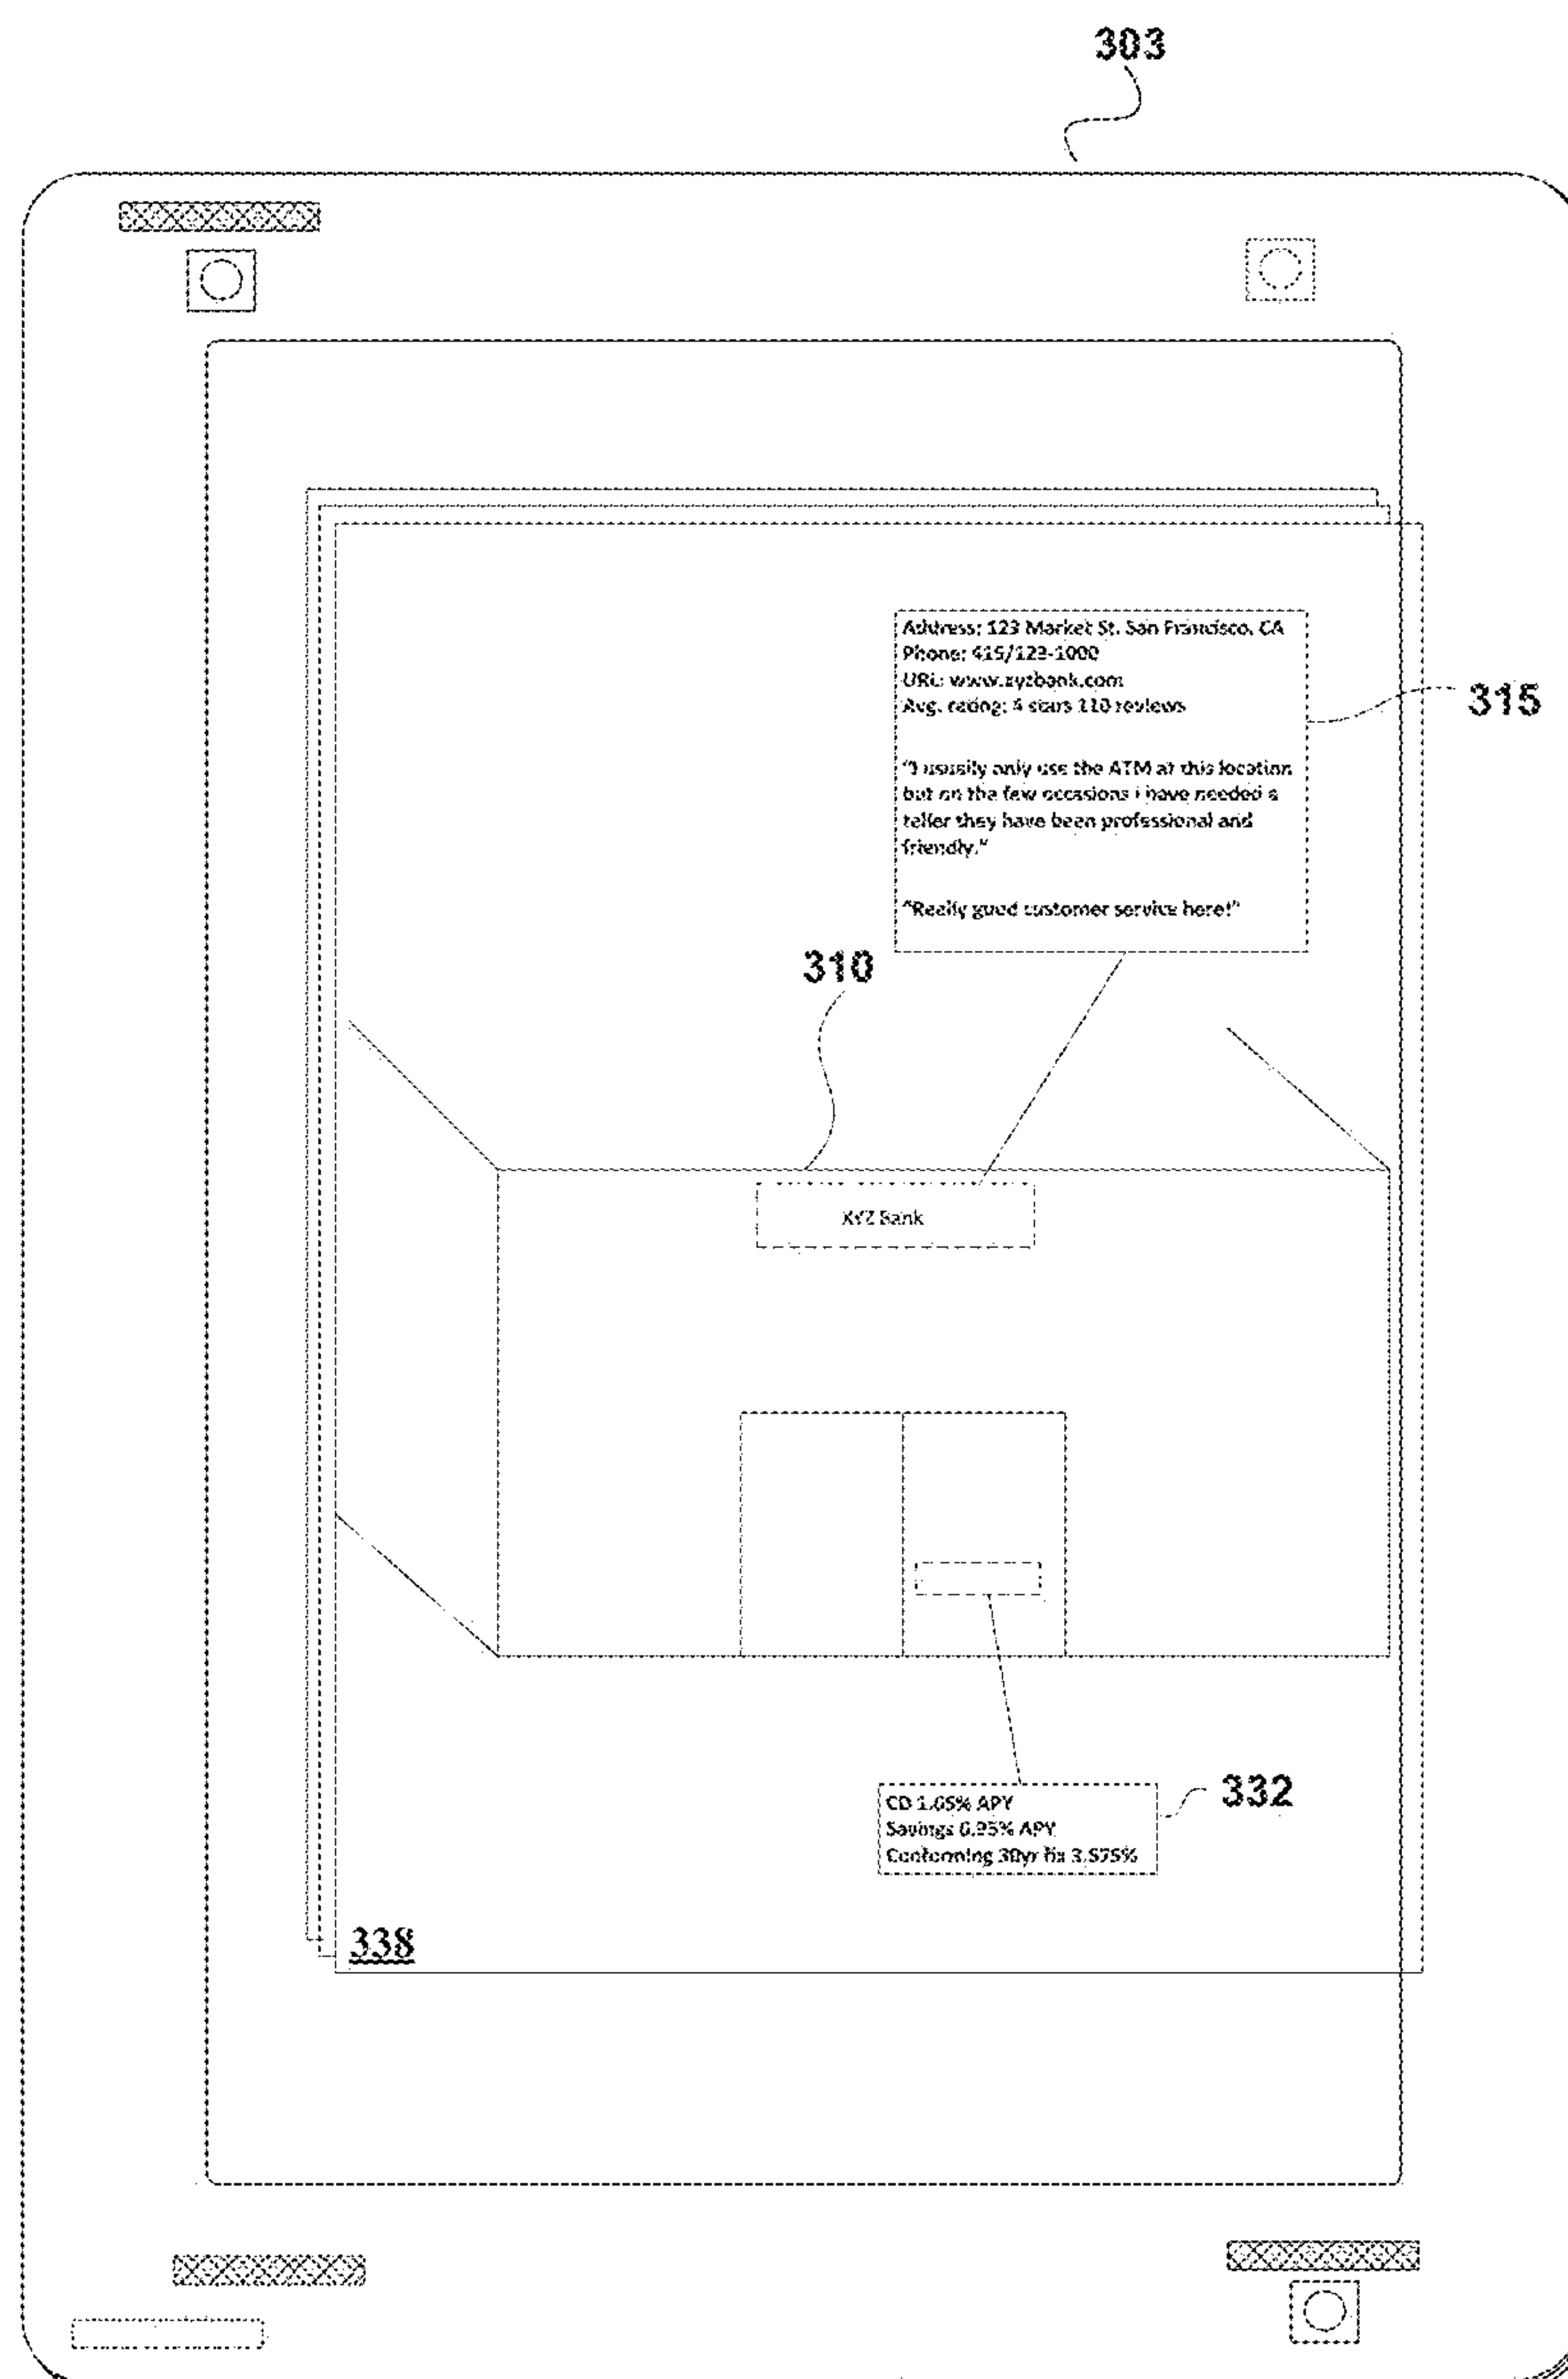 303
Address: 123 Market St. San Francisco, CA
Phone: 415/123-1000
URL: www.xyzbank.com
Avg. rating: 4 stars 110 reviews
315
"I usually only use the ATM at this location
but on the few occasions i have needed a
teller they have been professional and
friendly."
"Really good customer service here!"
310
XYZ Bank
332
CD 1.05% APY
Savings 0.95% APY
Conforming 30yr fix
338